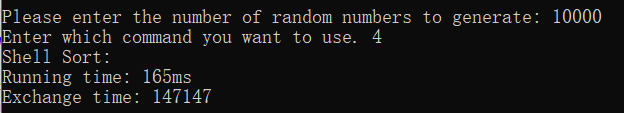 Please enter the number of random numbers to generate: 10000
Enter which command you want to use. 4
Shell Sort:
Running time: 165ms
Exchange time: 147147